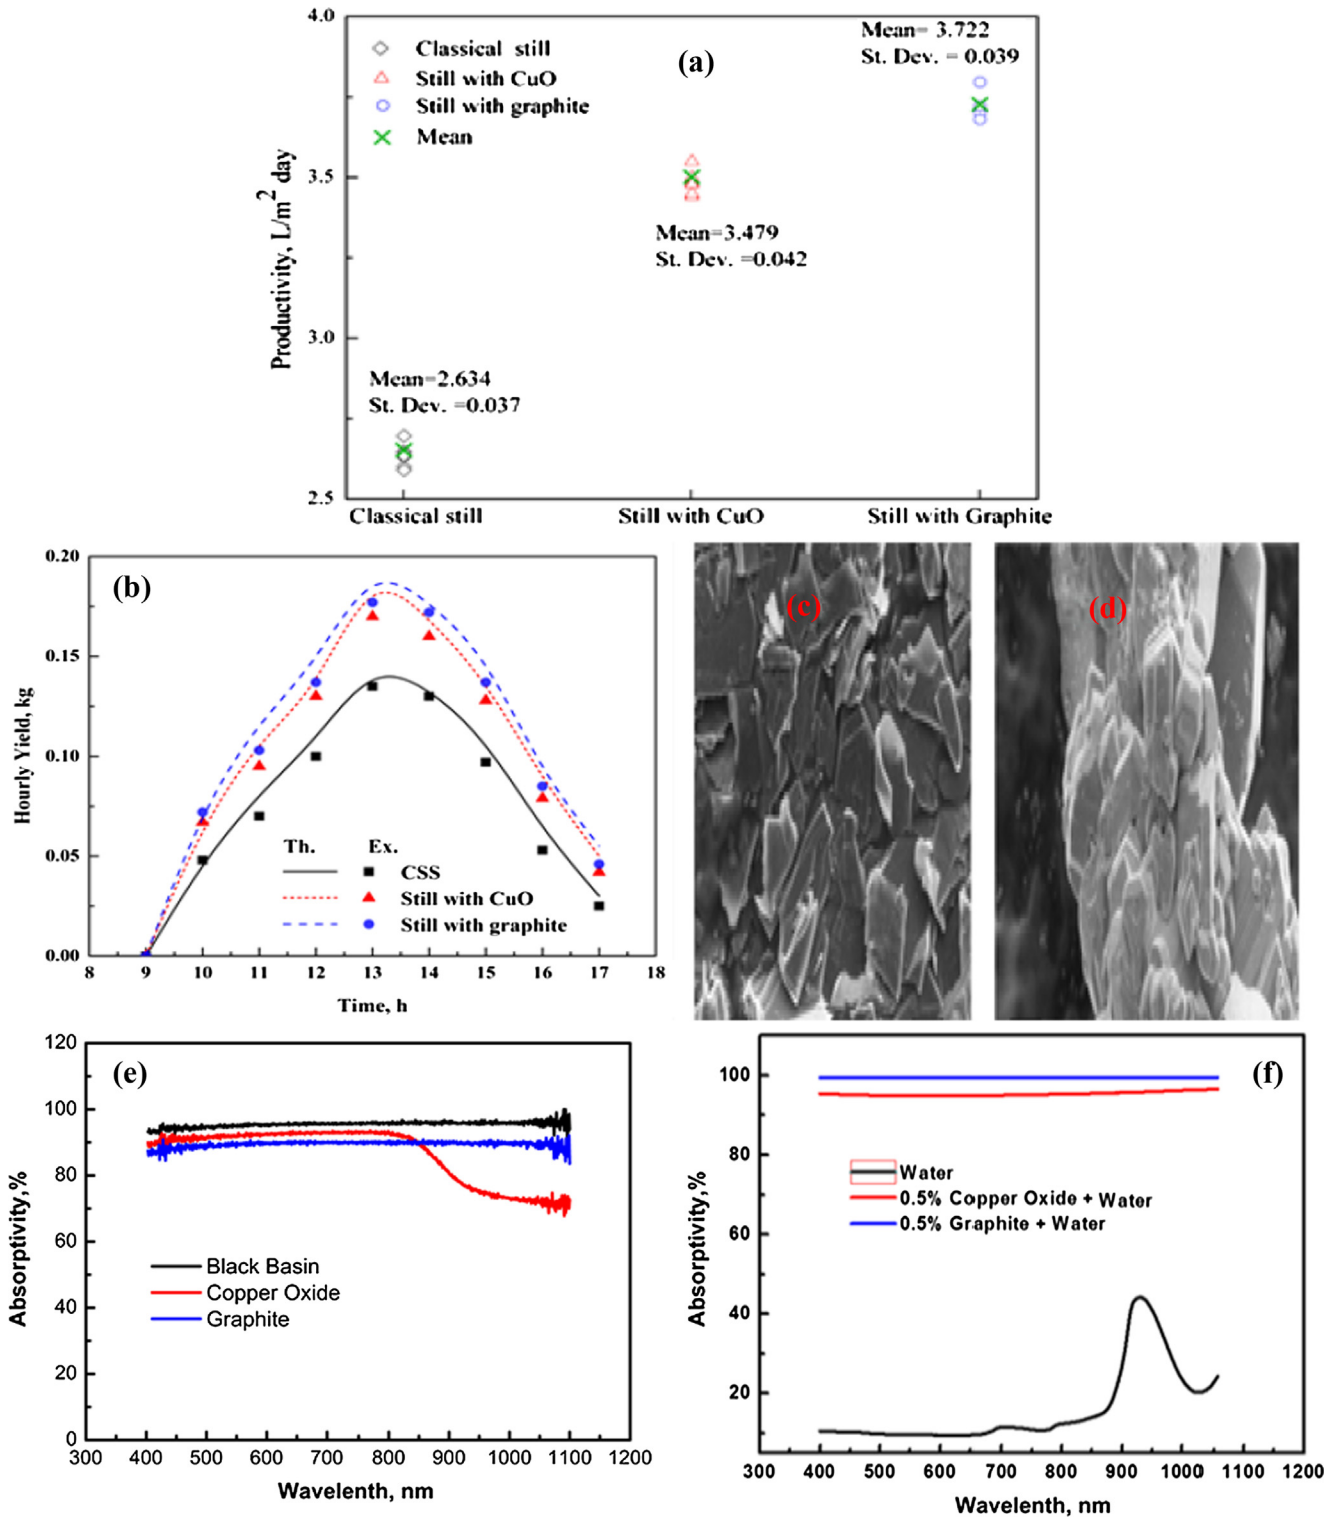 4.0
3.5
3.0
2.5
Productivity, L/m2 day
Classical still
Still with CuO
Still with graphite
Mean
(a)
Mean= 3.722
St. Dev. = 0.039
Mean=3.479
St. Dev. =0.042
Mean=2.634
St. Dev. =0.037
Classical still Still with CuO Still with Graphite
(b)
0.20
0.15
0.10
0.05
0.00
Hourly Yield, kg
Th. Ex.
CSS
Still with CuO
Still with graphite
8 9 10 11 12 13 14 15 16 17 18
Time, h
(c)
(d)
(e)
120
100
80
60
40
20
0
Absorptivity,%
Black Basin
Copper Oxide
Graphite
300 400 500 600 700 800 900 1000 1100 1200
Wavelenth, nm
(f)
100
80
60
40
20
Absorptivity,%
Water
0.5% Copper Oxide + Water
0.5% Graphite + Water
300 400 500 600 700 800 900 1000 1100 1200
Wavelenth, nm